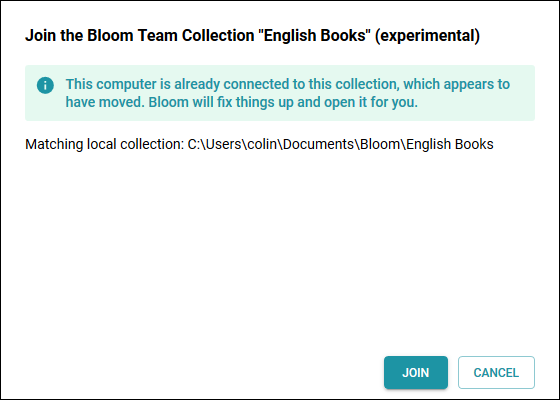 Join the Bloom Team Collection "English Books" (experimental)
This computer is already connected to this collection, which appears to
have moved. Bloom will fix things up and open it for you.
Matching local collection: C:\Users\colin\Documents\Bloom\English Books
JOIN
CANCEL